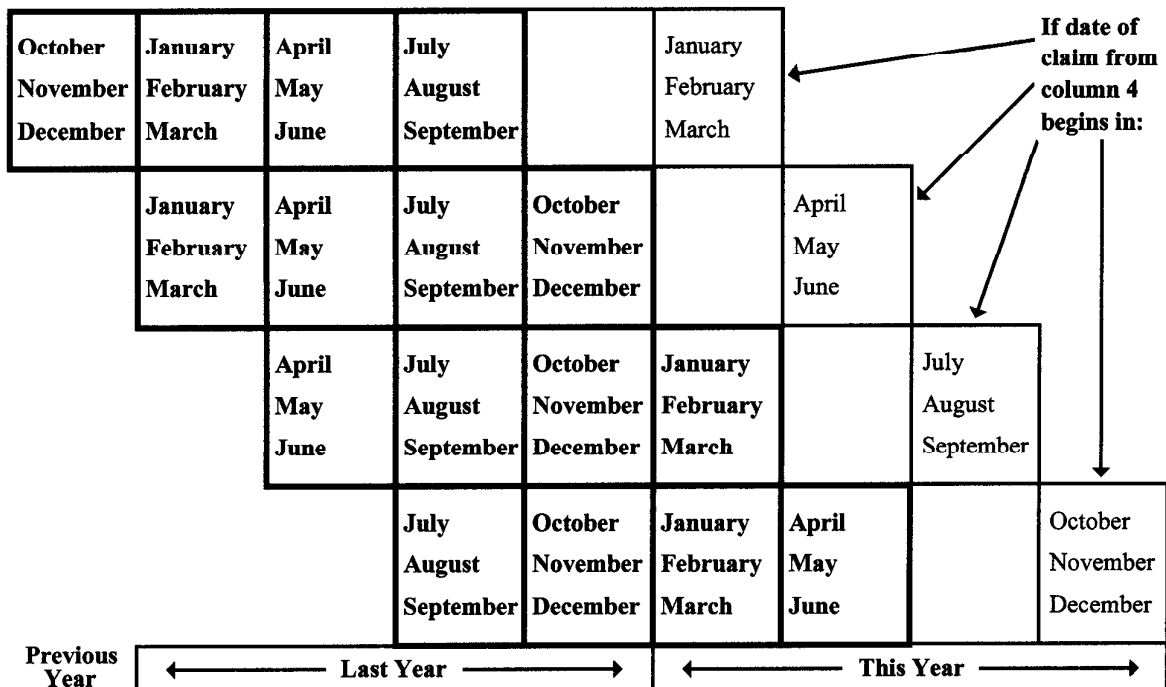 October January April July January
November February May August February
December March June September March
If date of
claim from
column 4
begins in:
January April July October April
February May August November May
March June September December June
April July October January July
May August November February August
June September December March September
July October January April October
August November February May November
September December March June December
Previous
Year
Last Year
This Year